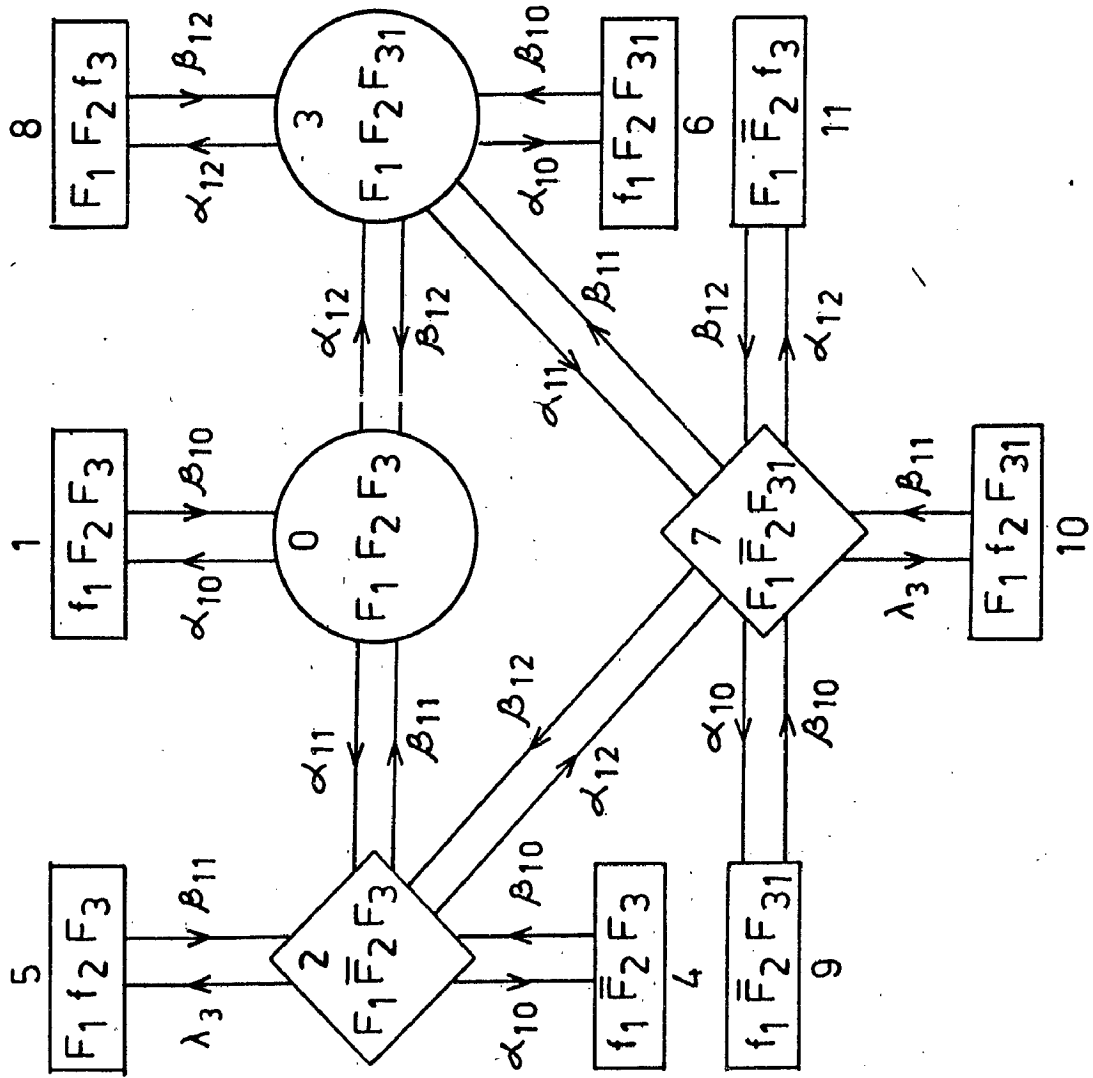 5
1
8
F₁ f₂ F₃
f₁ F₂ F₃
F₁ F₂ f₃
λ₃
β₁₁
α₁₀
β₁₀
α₁₂
β₁₂
2
F₁ F̅₂ F₃
α₁₁
β₁₁
0
F₁ F₂ F₃
α₁₂
β₁₂
3
F₁ F₂ F₃₁
α₁₀
β₁₀
α₁₂
β₁₂
α₁₁
β₁₁
α₁₀
β₁₀
f₁ F̅₂ F₃
4
f₁ F₂ F₃₁
6
f₁ F̅₂ F₃₁
9
α₁₀
β₁₀
7
F₁ F̅₂ F₃₁
β₁₂
α₁₂
F₁ F̅₂ f₃
11
λ₃
β₁₁
F₁ f₂ F₃₁
10